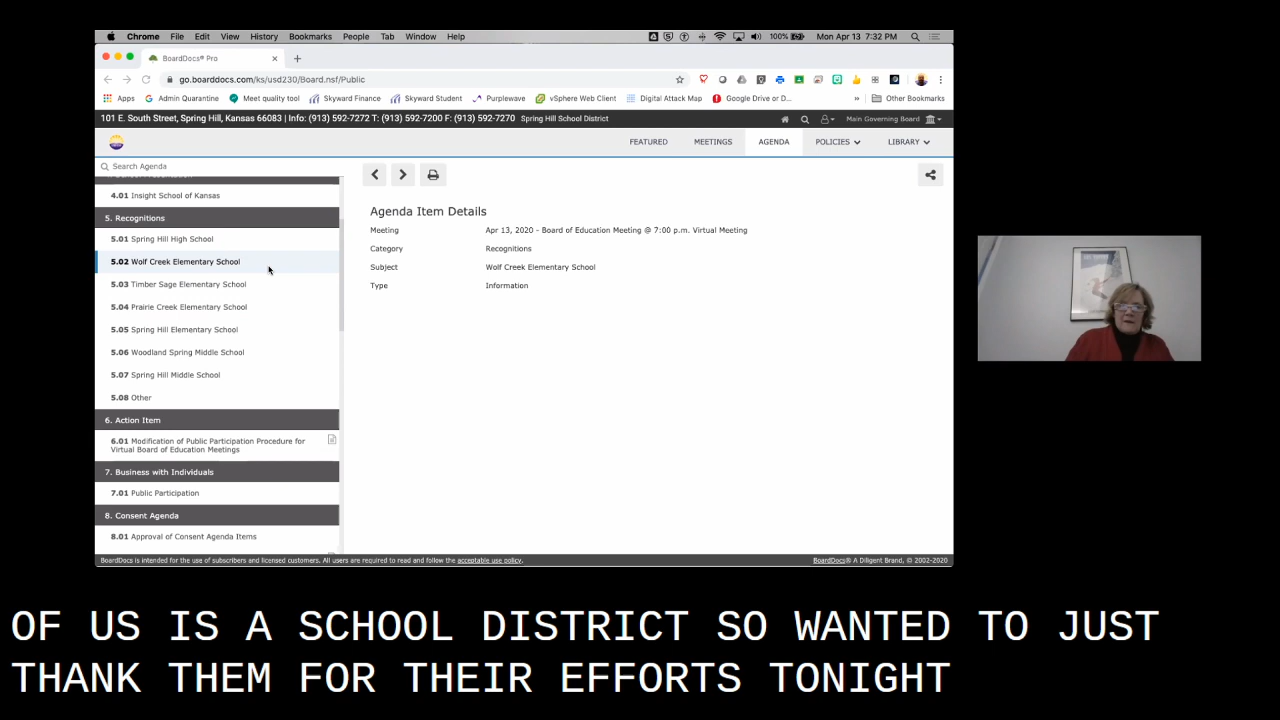 Chrome File Edit View History Bookmarks People Tab Window Help 100% Mon Apr 13 7:32 PM
BoardDocs® Pro
go.boarddocs.com/ks/usd230/Board.nsf/Public
Apps Admin Quarantine Meet quality tool Skyward Finance Skyward Student Purplewave vSphere Web Client Digital Attack Map Google Drive or D... » Other Bookmarks
101 E. South Street, Spring Hill, Kansas 66083 | Info: (913) 592-7272 T: (913) 592-7200 F: (913) 592-7270 Spring Hill School District Main Governing Board
FEATURED MEETINGS AGENDA POLICIES LIBRARY
Search Agenda
4.01 Insight School of Kansas
5. Recognitions
5.01 Spring Hill High School
5.02 Wolf Creek Elementary School
5.03 Timber Sage Elementary School
5.04 Prairie Creek Elementary School
5.05 Spring Hill Elementary School
5.06 Woodland Spring Middle School
5.07 Spring Hill Middle School
5.08 Other
6. Action Item
6.01 Modification of Public Participation Procedure for
Virtual Board of Education Meetings
7. Business with Individuals
7.01 Public Participation
8. Consent Agenda
8.01 Approval of Consent Agenda Items
Agenda Item Details
Meeting Apr 13, 2020 - Board of Education Meeting @ 7:00 p.m. Virtual Meeting
Category Recognitions
Subject Wolf Creek Elementary School
Type Information
BoardDocs is intended for the use of subscribers and licensed customers. All users are required to read and follow the acceptable use policy. BoardDocs® A Diligent Brand, © 2002-2020
OF US IS A SCHOOL DISTRICT SO WANTED TO JUST
THANK THEM FOR THEIR EFFORTS TONIGHT